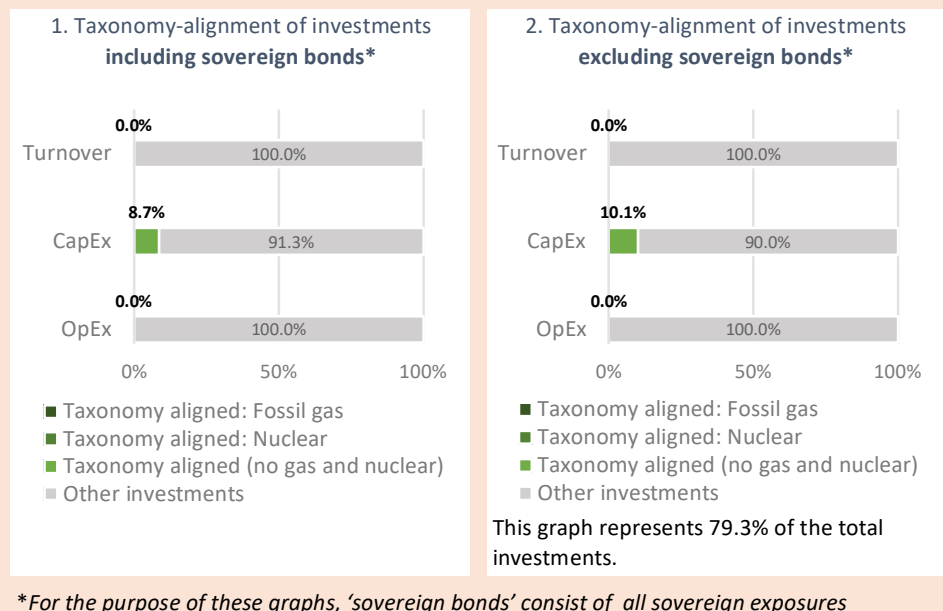 1. Taxonomy-alignment of investments
including sovereign bonds*
0.0%
Turnover
100.0%
8.7%
CapEx
91.3%
0.0%
OpEx
100.0%
0%
50%
100%
Taxonomy aligned: Fossil gas
Taxonomy aligned: Nuclear
Taxonomy aligned (no gas and nuclear)
Other investments
2. Taxonomy-alignment of investments
excluding sovereign bonds*
0.0%
Turnover
100.0%
10.1%
CapEx
90.0%
0.0%
OpEx
100.0%
0%
50%
100%
Taxonomy aligned: Fossil gas
Taxonomy aligned: Nuclear
Taxonomy aligned (no gas and nuclear)
Other investments
This graph represents 79.3% of the total
investments.
*For the purpose of these graphs, ‘sovereign bonds’ consist of all sovereign exposures